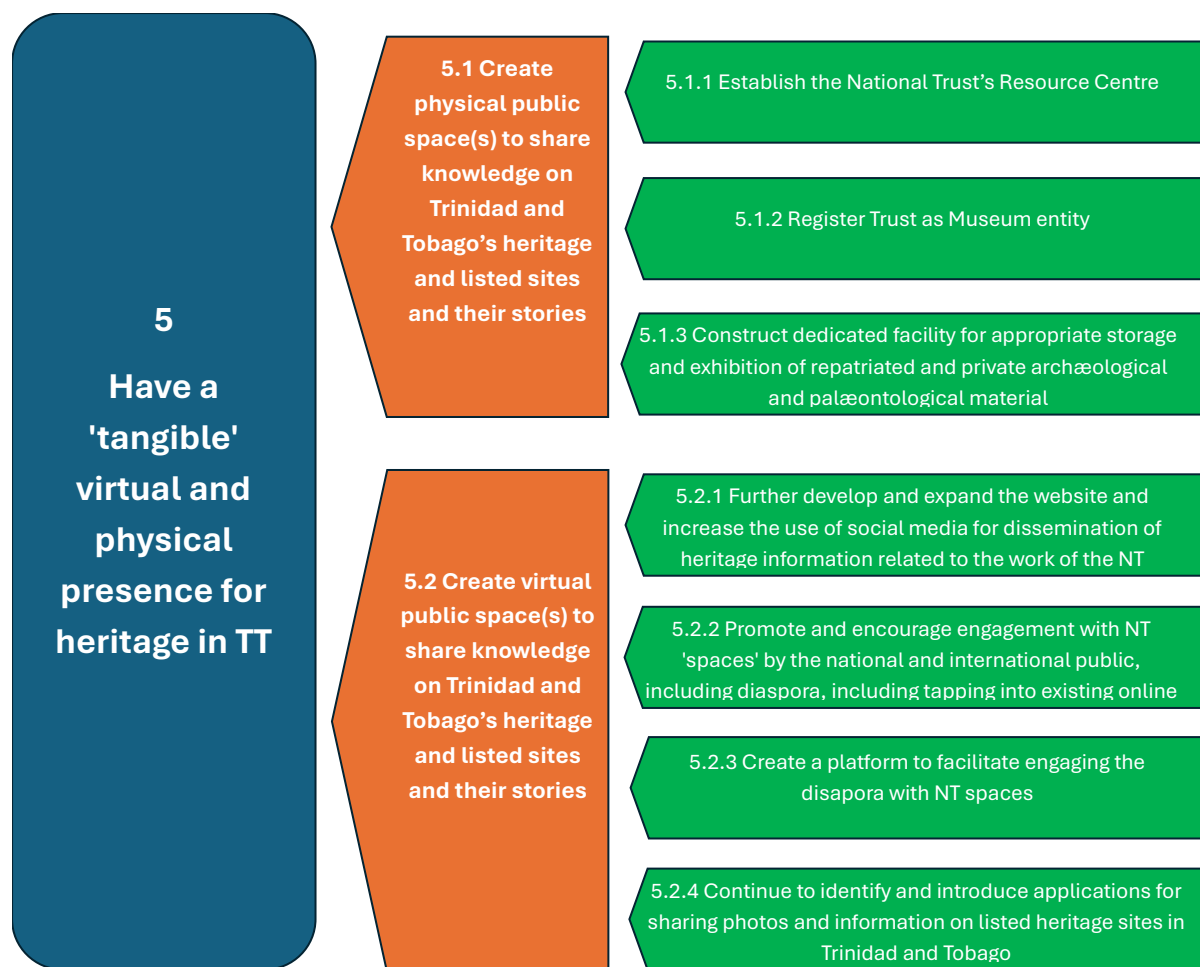 5
Have a
'tangible'
virtual and
physical
presence for
heritage in TT
5.1 Create
physical public
space(s) to share
knowledge on
Trinidad and
Tobago’s heritage
and listed sites
and their stories
5.1.1 Establish the National Trust’s Resource Centre
5.1.2 Register Trust as Museum entity
5.1.3 Construct dedicated facility for appropriate storage
and exhibition of repatriated and private archæological
and palæontological material
5.2 Create virtual
public space(s) to
share knowledge
on Trinidad and
Tobago’s heritage
and listed sites
and their stories
5.2.1 Further develop and expand the website and
increase the use of social media for dissemination of
heritage information related to the work of the NT
5.2.2 Promote and encourage engagement with NT
'spaces' by the national and international public,
including diaspora, including tapping into existing online
5.2.3 Create a platform to facilitate engaging the
disapora with NT spaces
5.2.4 Continue to identify and introduce applications for
sharing photos and information on listed heritage sites in
Trinidad and Tobago